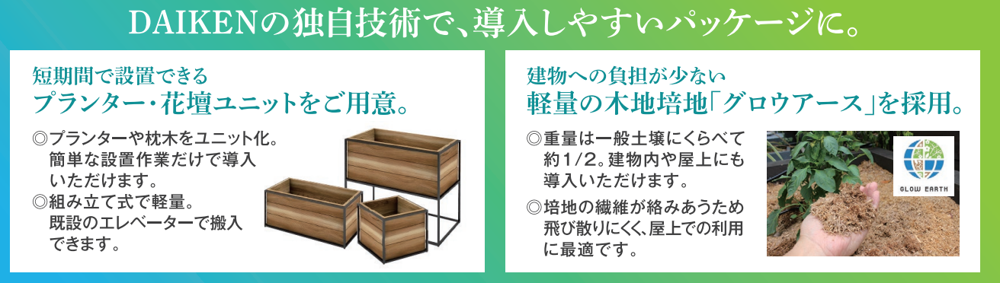 DAIKENの独自技術で、導入しやすいパッケージに。
短期間で設置できる
プランター・花壇ユニットをご用意。
◎プランターや枕木をユニット化。
簡単な設置作業だけで導入
いただけます。
◎組み立て式で軽量。
既設のエレベーターで搬入
できます。
建物への負担が少ない
軽量の木地培地「グロウアース」を採用。
◎重量は一般土壌にくらべて
約1/2。建物内や屋上にも
導入いただけます。
◎培地の繊維が絡みあうため
飛び散りにくく、屋上での利用
に最適です。
GLOW EARTH